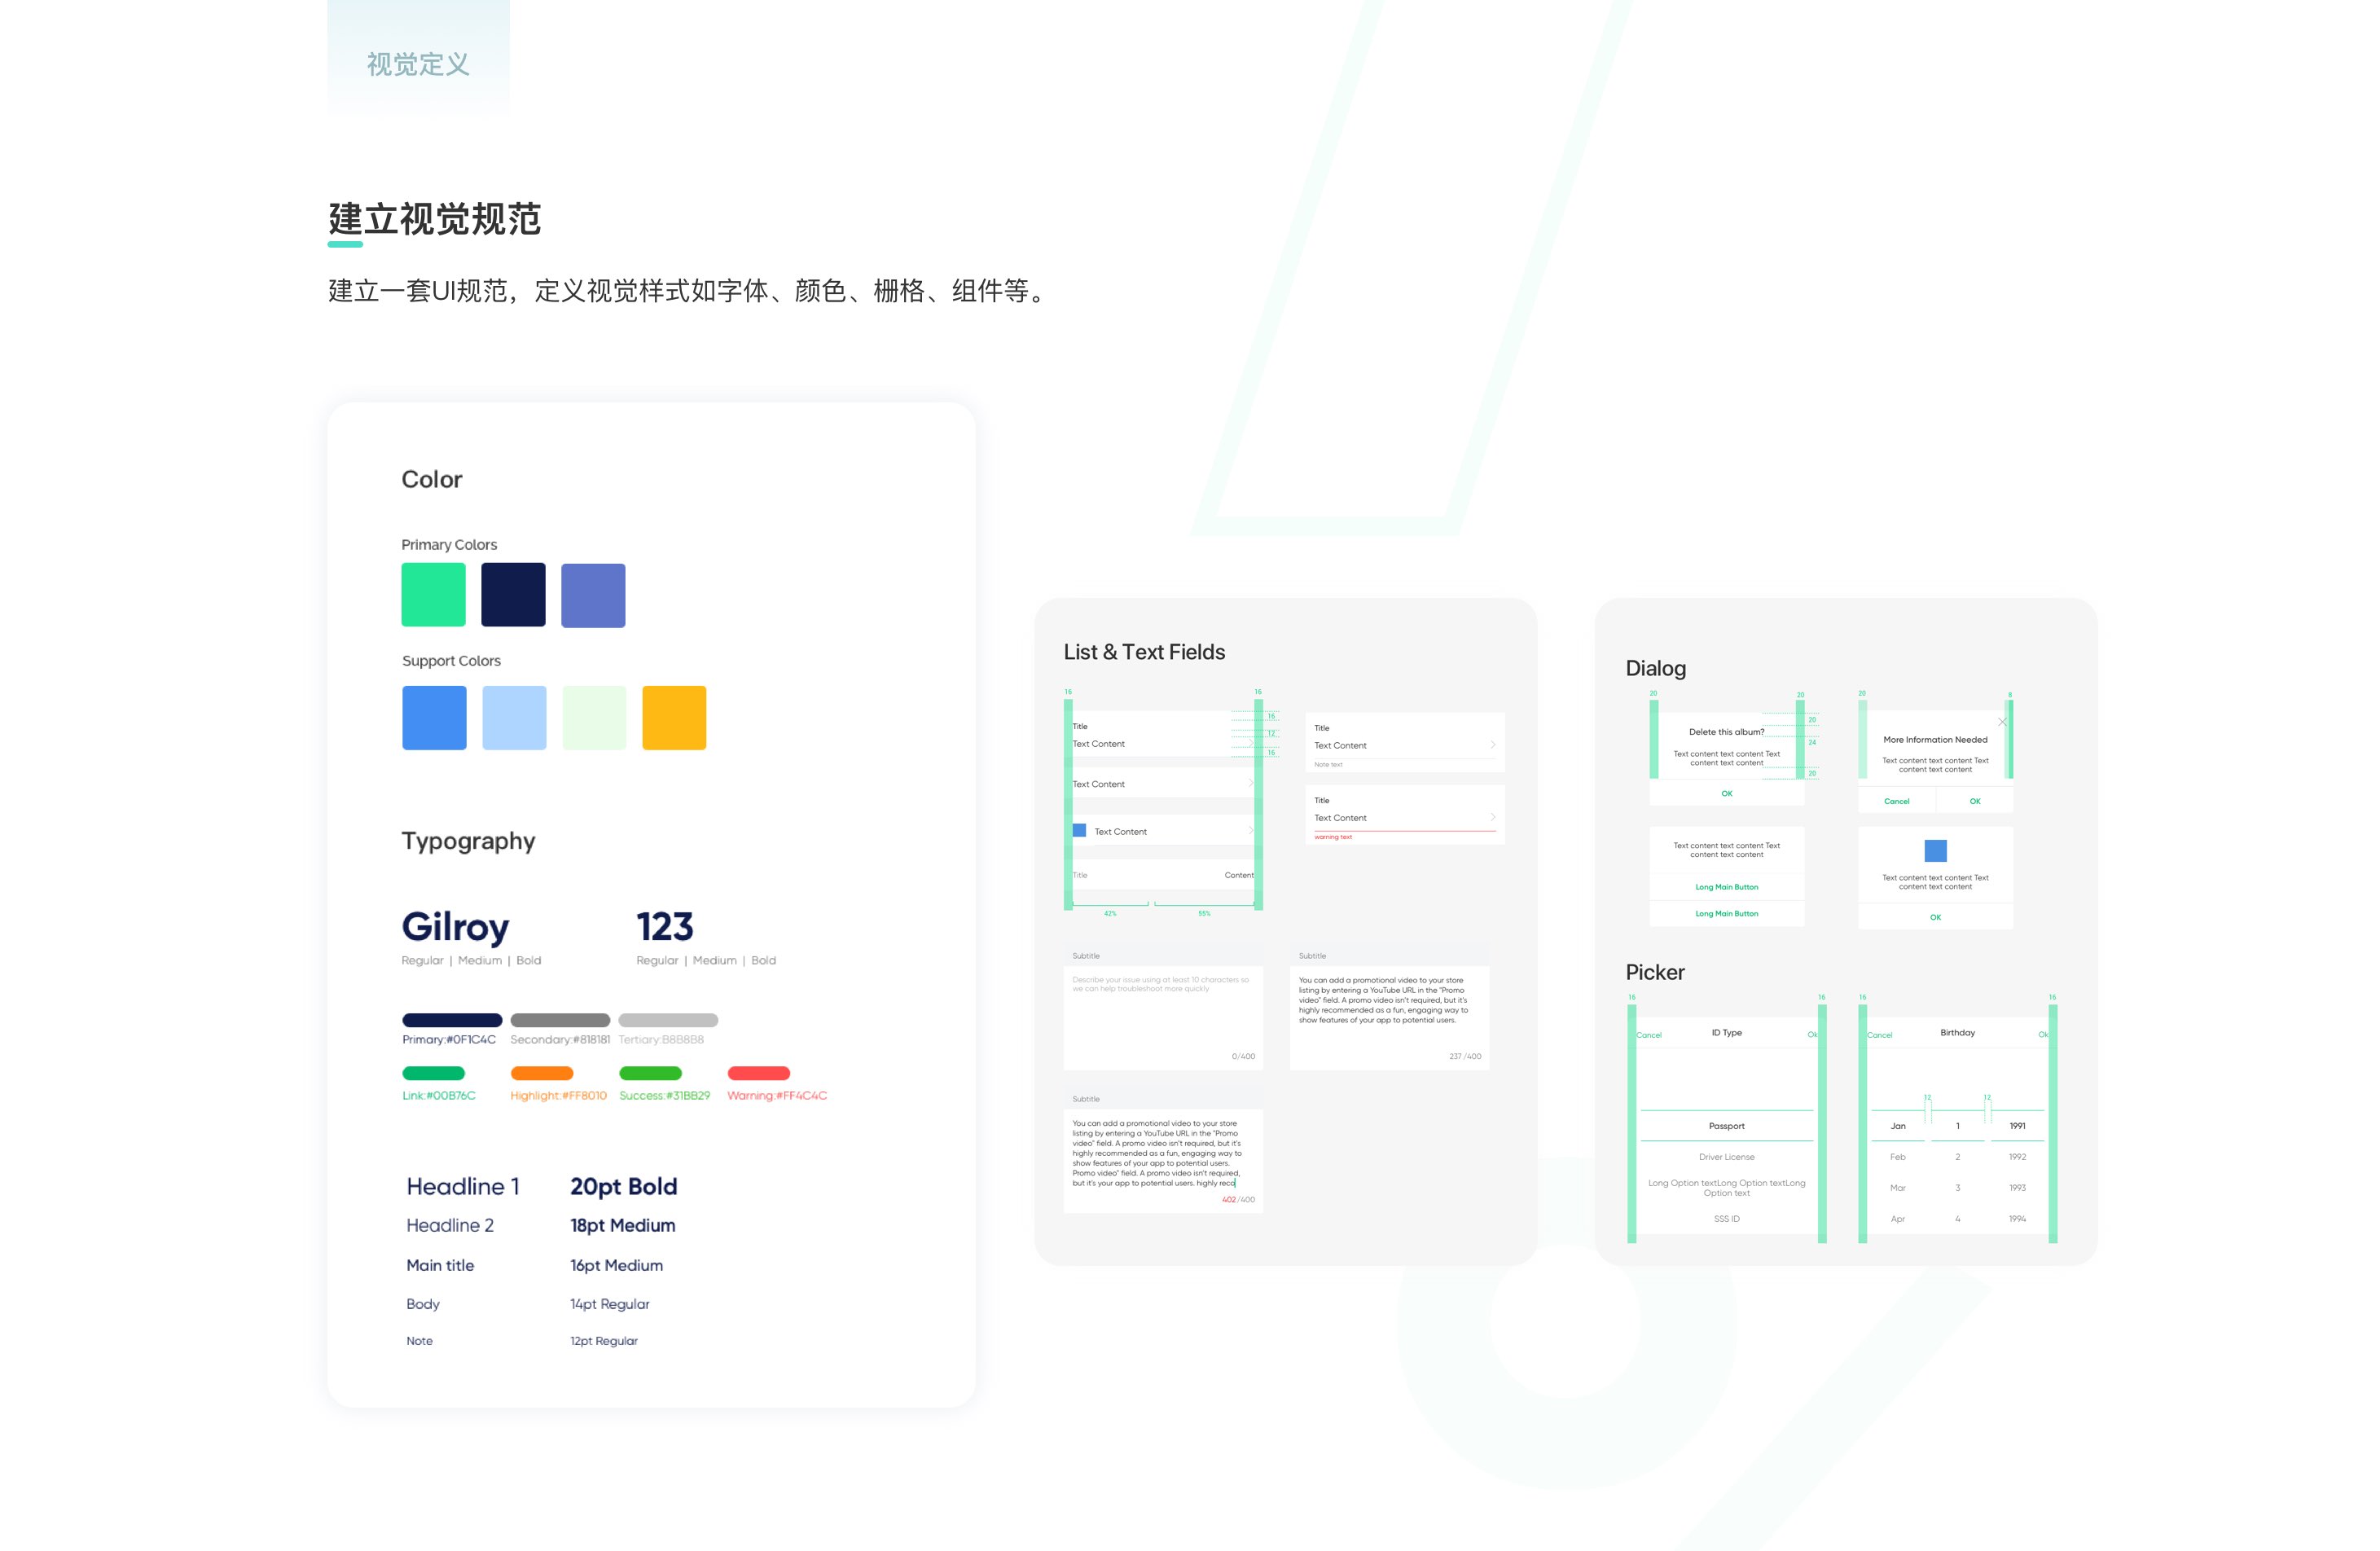 视觉定义
建立视觉规范
建立一套UI规范，定义视觉样式如字体、颜色、栅格、组件等。
Color
Primary Colors
Support Colors
Typography
Gilroy
123
Regular | Medium | Bold
Regular | Medium | Bold
Primary:#0F1C4C
Secondary:#818181
Tertiary:B8B8B8
Link:#00B76C
Highlight:#FF8010
Success:#31BB29
Warning:#FF4C4C
Headline 1
20pt Bold
Headline 2
18pt Medium
Main title
16pt Medium
Body
14pt Regular
Note
12pt Regular
List & Text Fields
16
16
Title
Text Content
16
12
16
Text Content
Text Content
Title
Content
42%
55%
Title
Text Content
Note text
Title
Text Content
warning text
Subtitle
Describe your issue using at least 10 characters so
we can help troubleshoot more quickly
0/400
Subtitle
You can add a promotional video to your store
listing by entering a YouTube URL in the "Promo
video" field. A promo video isn't required, but it's
highly recommended as a fun, engaging way to
show features of your app to potential users.
237 /400
Subtitle
You can add a promotional video to your store
listing by entering a YouTube URL in the "Promo
video" field. A promo video isn't required, but it's
highly recommended as a fun, engaging way to
show features of your app to potential users.
Promo video" field. A promo video isn't required,
but it's your app to potential users. highly reco
402/400
Dialog
20
20
Delete this album?
Text content text content Text
content text content
20
24
20
OK
20
8
More Information Needed
Text content text content Text
content text content
Cancel
OK
Text content text content Text
content text content
Long Main Button
Long Main Button
Text content text content Text
content text content
OK
Picker
16
16
Cancel
ID Type
Ok
Passport
Driver License
Long Option textLong Option textLong
Option text
SSS ID
16
16
Cancel
Birthday
Ok
12
12
Jan
1
1991
Feb
2
1992
Mar
3
1993
Apr
4
1994